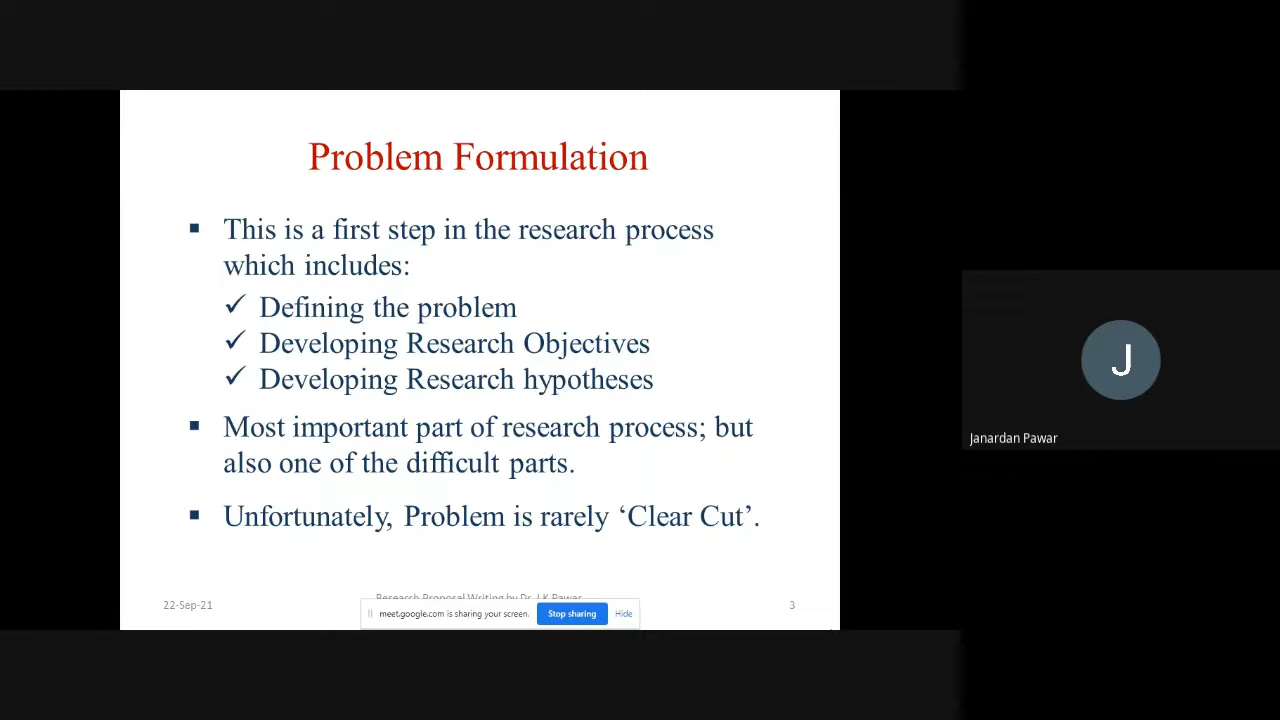 Problem Formulation
This is a first step in the research process
which includes:
Defining the problem
Developing Research Objectives
Developing Research hypotheses
Most important part of research process; but
also one of the difficult parts.
Unfortunately, Problem is rarely ‘Clear Cut’.
22-Sep-21
Research Proposal Writing by Dr. J K Pawar
3
meet.google.com is sharing your screen.
Stop sharing
Hide
J
Janardan Pawar